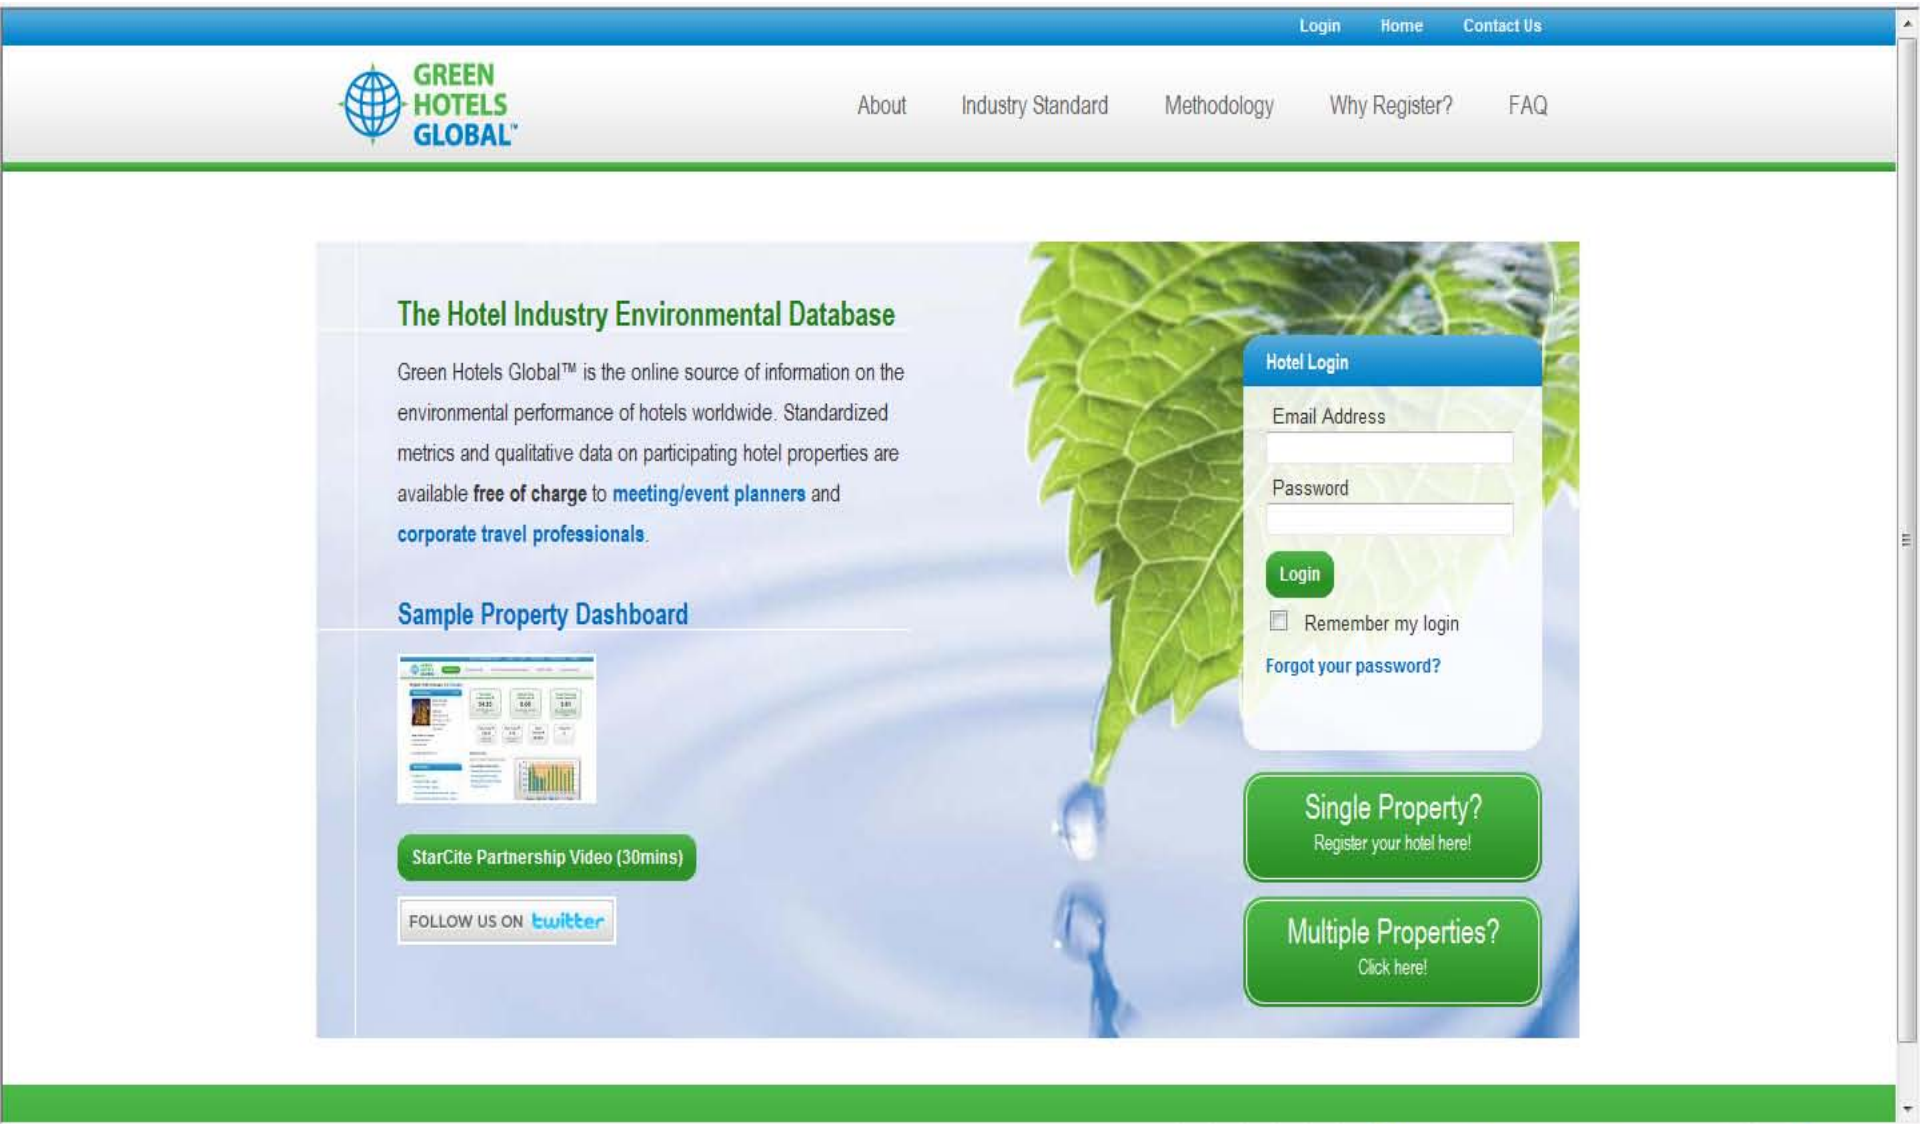 Login Home Contact Us
GREEN
HOTELS
GLOBAL™
About Industry Standard Methodology Why Register? FAQ
The Hotel Industry Environmental Database
Green Hotels Global™ is the online source of information on the
environmental performance of hotels worldwide. Standardized
metrics and qualitative data on participating hotel properties are
available free of charge to meeting/event planners and
corporate travel professionals.
Sample Property Dashboard
StarCite Partnership Video (30mins)
FOLLOW US ON twitter
Hotel Login
Email Address
Password
Login
Remember my login
Forgot your password?
Single Property?
Register your hotel here!
Multiple Properties?
Click here!